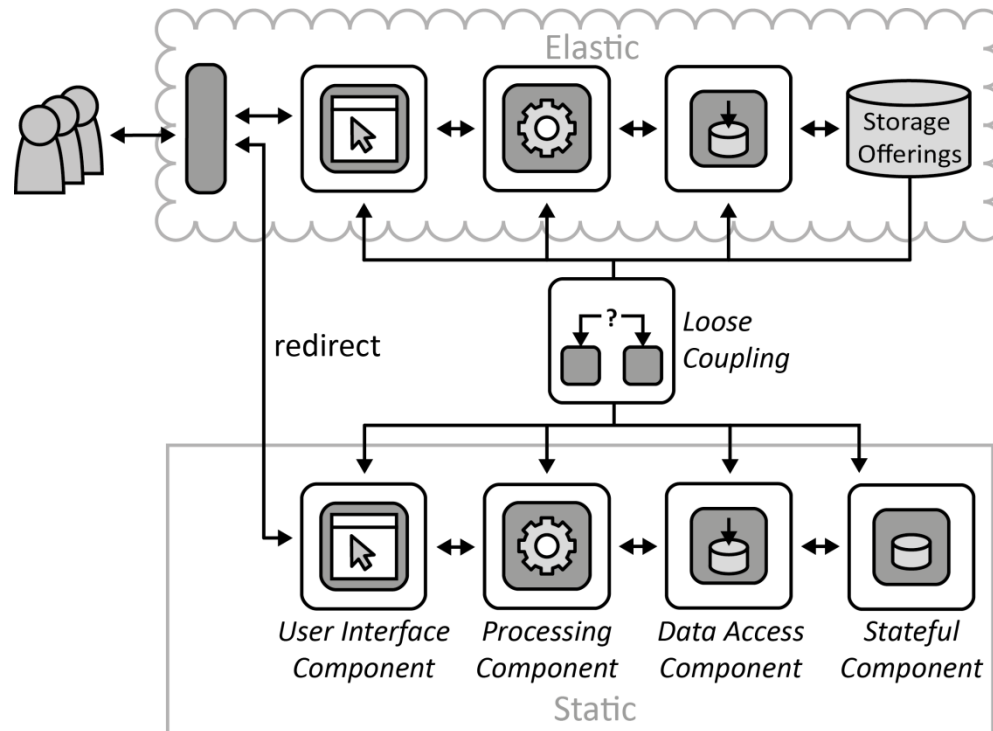 Elastic
Storage
Offerings
redirect
?
Loose
Coupling
User Interface
Component
Processing
Component
Data Access
Component
Stateful
Component
Static